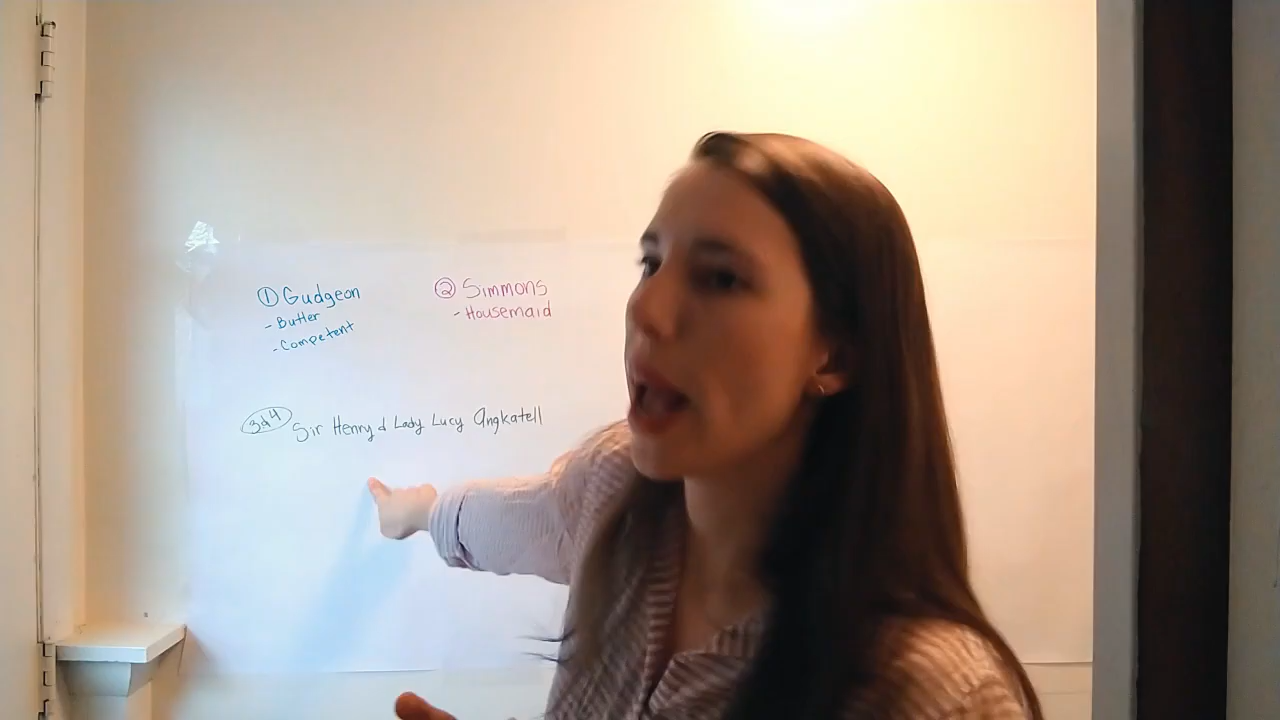 ① Gudgeon
- Butler
- Competent
② Simmons
- Housemaid
3&4 Sir Henry & Lady Lucy Angkatell